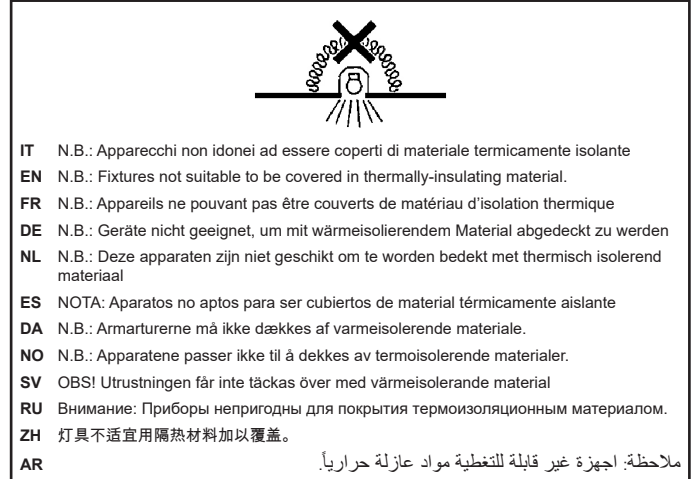 IT N.B.: Apparecchi non idonei ad essere coperti di materiale termicamente isolante
EN N.B.: Fixtures not suitable to be covered in thermally-insulating material.
FR N.B.: Appareils ne pouvant pas être couverts de matériau d’isolation thermique
DE N.B.: Geräte nicht geeignet, um mit wärmeisolierendem Material abgedeckt zu werden
NL N.B.: Deze apparaten zijn niet geschikt om te worden bedekt met thermisch isolerend
materiaal
ES NOTA: Aparatos no aptos para ser cubiertos de material térmicamente aislante
DA N.B.: Armarturerne må ikke dækkes af varmeisolerende materiale.
NO N.B.: Apparatene passer ikke til å dekkes av termoisolerende materialer.
SV OBS! Utrustningen får inte täckas över med värmeisolerande material
RU Внимание: Приборы непригодны для покрытия термоизоляционным материалом.
ZH 灯具不适宜用隔热材料加以覆盖。
AR ملاحظة: اجهزة غير قابلة للتغطية مواد عازلة حرارياً.